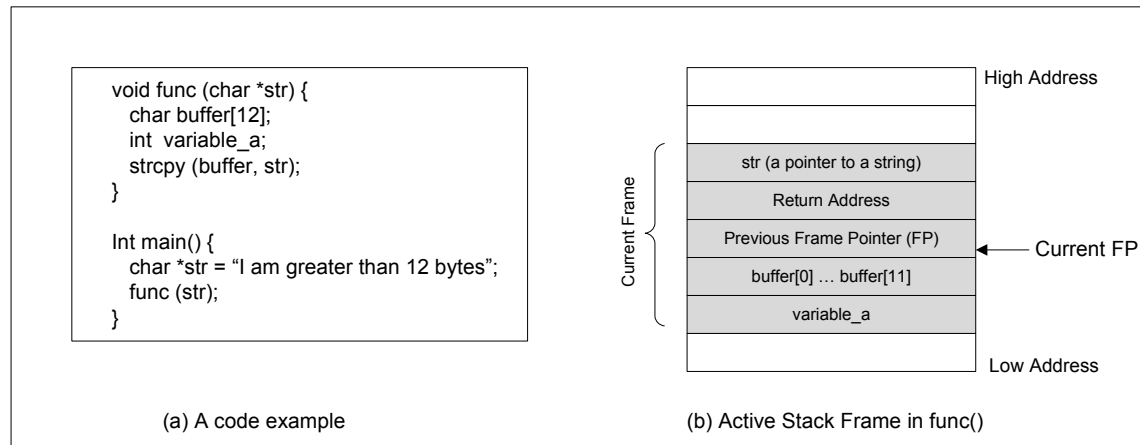 void func (char *str) {
char buffer[12];
int variable_a;
strcpy (buffer, str);
}
Int main() {
char *str = “I am greater than 12 bytes”;
func (str);
}
(a) A code example
High Address
str (a pointer to a string)
Return Address
Previous Frame Pointer (FP)
buffer[0] … buffer[11]
variable_a
Current Frame
Current FP
Low Address
(b) Active Stack Frame in func()